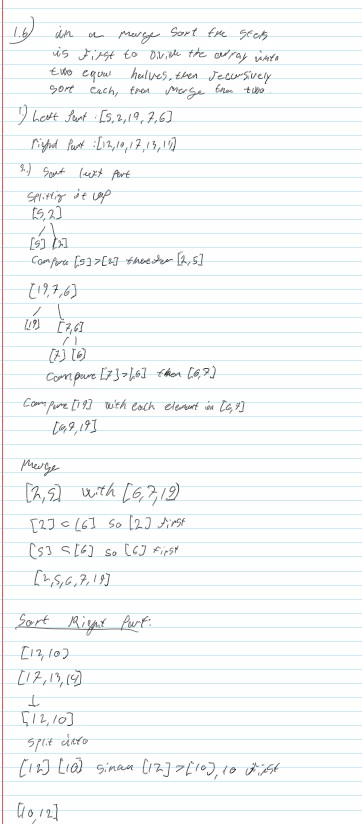 1.b) in a merge sort the steps
is first to Divide the array into
two equal halves, then recursively
sort each, then merge the two.
1) Left Part: [5,2,19,7,6]
Right Part: [12,10,17,13,15]
2.) Sort left part
Splitting it up
[5,2]
[5] [2]
Compare [5]>[2] therefore [2,5]
[19,7,6]
[19] [7,6]
[7] [6]
Compare [7]>[6] then [6,7]
Compare [19] with each element in [6,7]
[6,7,19]
Merge
[2,5] with [6,7,19]
[2] < [6] so [2] first
[5] < [6] so [6] first
[2,5,6,7,19]
Sort Right Part:
[12,10]
[17,13,15]
↓
[12,10]
split into
[12] [10] [12]>[10], 10 first
[10,12]